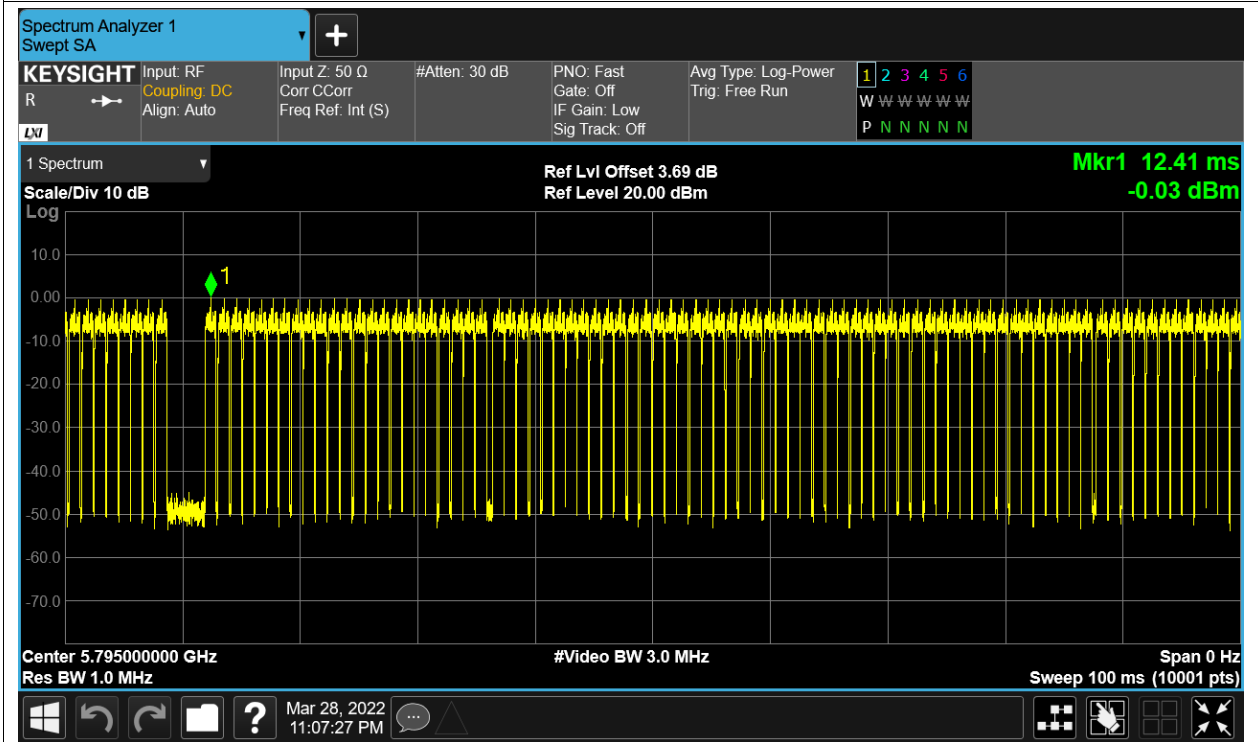 Spectrum Analyzer 1
Swept SA
+
KEYSIGHT
R
LXI
Input: RF
Coupling: DC
Align: Auto
Input Z: 50 Ω
Corr CCorr
Freq Ref: Int (S)
#Atten: 30 dB
PNO: Fast
Gate: Off
IF Gain: Low
Sig Track: Off
Avg Type: Log-Power
Trig: Free Run
1 2 3 4 5 6
W W W W W W
P N N N N N
1 Spectrum
Scale/Div 10 dB
Ref Lvl Offset 3.69 dB
Ref Level 20.00 dBm
Mkr1 12.41 ms
-0.03 dBm
Log
10.0
1
0.00
-10.0
-20.0
-30.0
-40.0
-50.0
-60.0
-70.0
Center 5.795000000 GHz
Res BW 1.0 MHz
#Video BW 3.0 MHz
Span 0 Hz
Sweep 100 ms (10001 pts)
?
Mar 28, 2022
11:07:27 PM